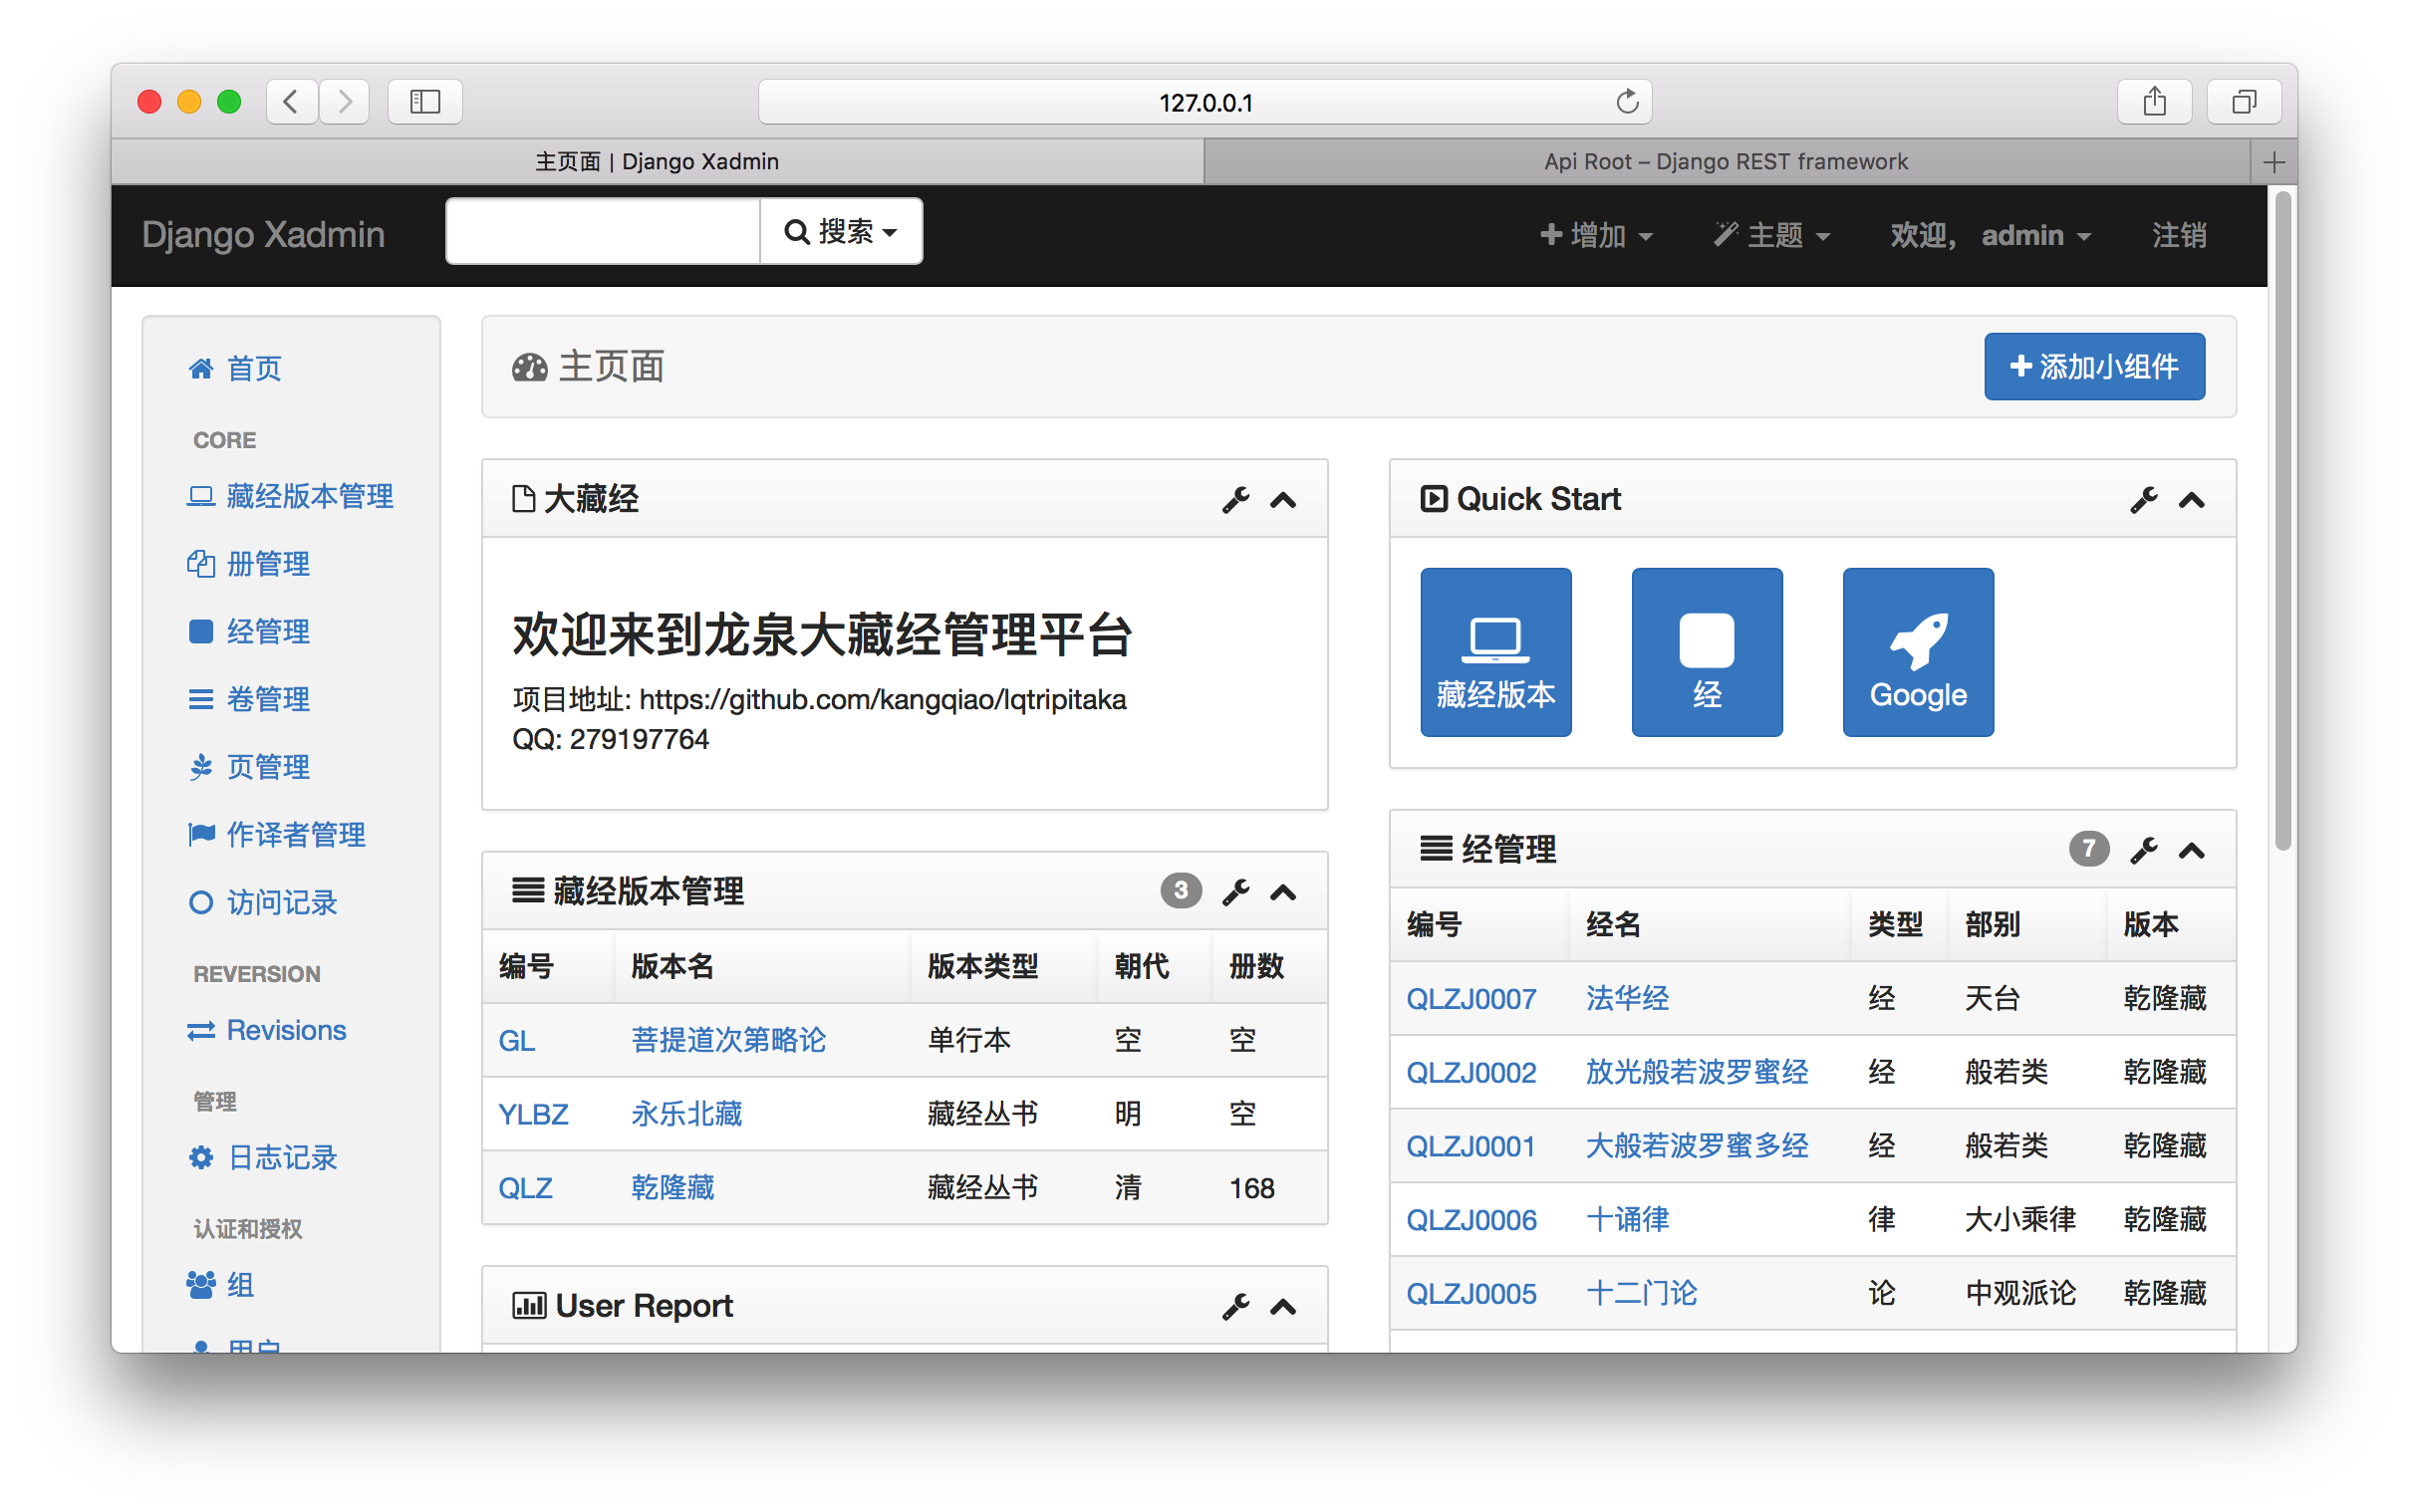 127.0.0.1
主页面 | Django Xadmin
Api Root – Django REST framework
Django Xadmin
搜索
增加
主题
欢迎， admin
注销
首页
CORE
藏经版本管理
册管理
经管理
卷管理
页管理
作译者管理
访问记录
REVERSION
Revisions
管理
日志记录
认证和授权
组
用户
主页面
添加小组件
大藏经
欢迎来到龙泉大藏经管理平台
项目地址: https://github.com/kangqiao/lqtripitaka
QQ: 279197764
藏经版本管理 3
编号 版本名 版本类型 朝代 册数
GL 菩提道次第略论 单行本 空 空
YLBZ 永乐北藏 藏经丛书 明 空
QLZ 乾隆藏 藏经丛书 清 168
User Report
Quick Start
藏经版本
经
Google
经管理 7
编号 经名 类型 部别 版本
QLZJ0007 法华经 经 天台 乾隆藏
QLZJ0002 放光般若波罗蜜经 经 般若类 乾隆藏
QLZJ0001 大般若波罗蜜多经 经 般若类 乾隆藏
QLZJ0006 十诵律 律 大小乘律 乾隆藏
QLZJ0005 十二门论 论 中观派论 乾隆藏